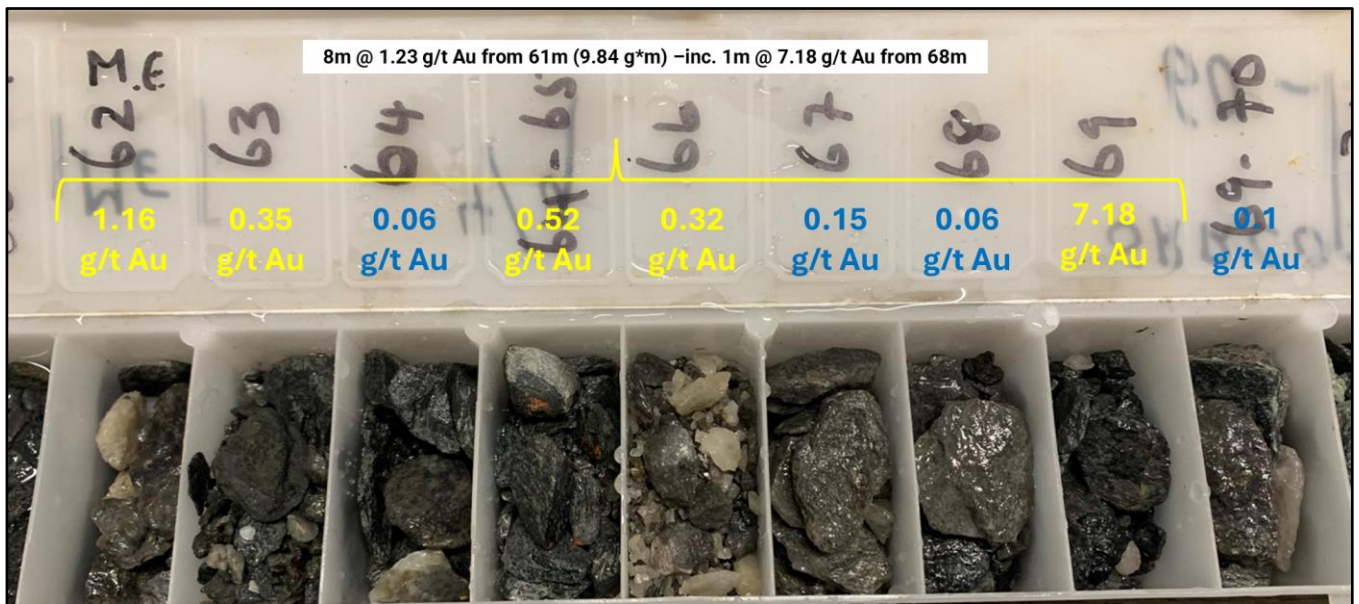 8m @ 1.23 g/t Au from 61m (9.84 g*m) –inc. 1m @ 7.18 g/t Au from 68m
M.E
62
63
64
64-65
66
67
68
69
69-70
1.16
g/t Au
0.35
g/t Au
0.06
g/t Au
0.52
g/t Au
0.32
g/t Au
0.15
g/t Au
0.06
g/t Au
7.18
g/t Au
0.1
g/t Au